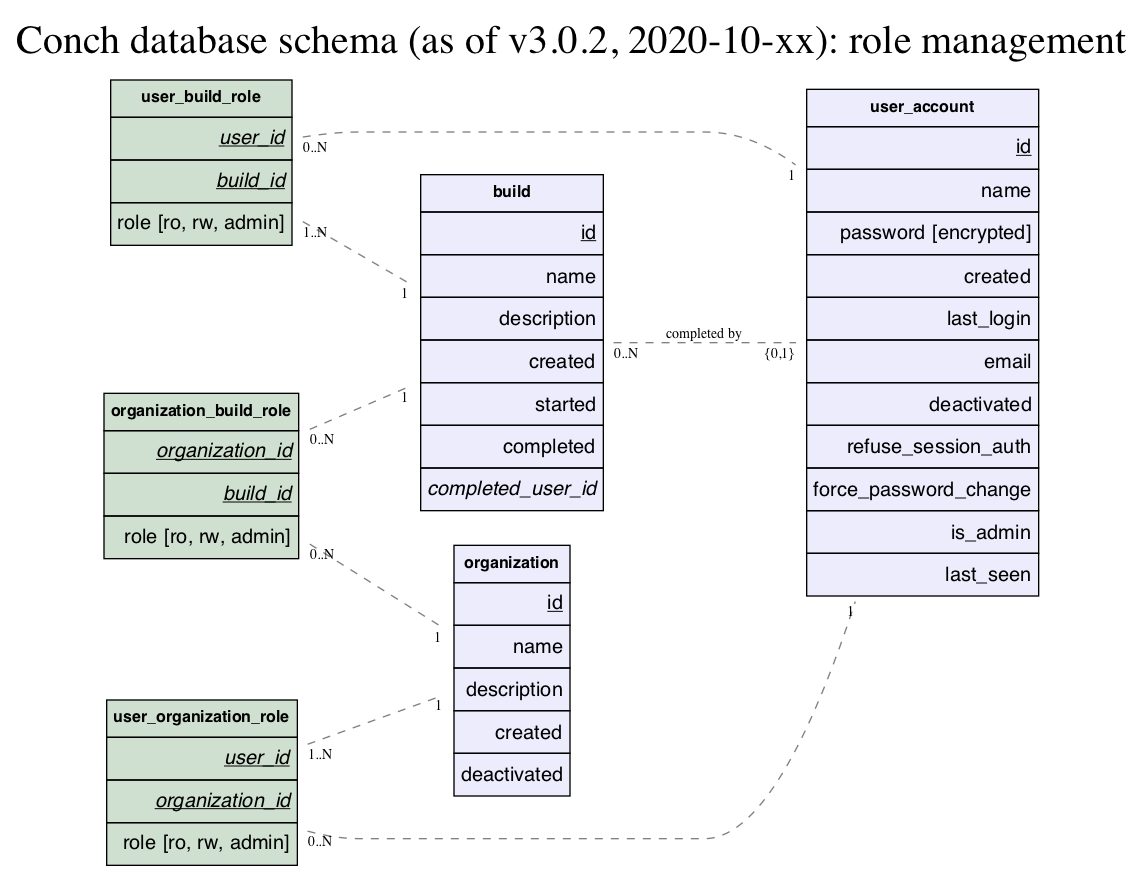 Conch database schema (as of v3.0.2, 2020-10-xx): role management
user_build_role
user_id
build_id
role [ro, rw, admin]
0..N
1..N
build
id
name
description
created
started
completed
completed_user_id
1
1
completed by
0..N
{0,1}
user_account
id
name
password [encrypted]
created
last_login
email
deactivated
refuse_session_auth
force_password_change
is_admin
last_seen
1
1
organization_build_role
organization_id
build_id
role [ro, rw, admin]
0..N
0..N
organization
id
name
description
created
deactivated
1
1
user_organization_role
user_id
organization_id
role [ro, rw, admin]
1..N
0..N